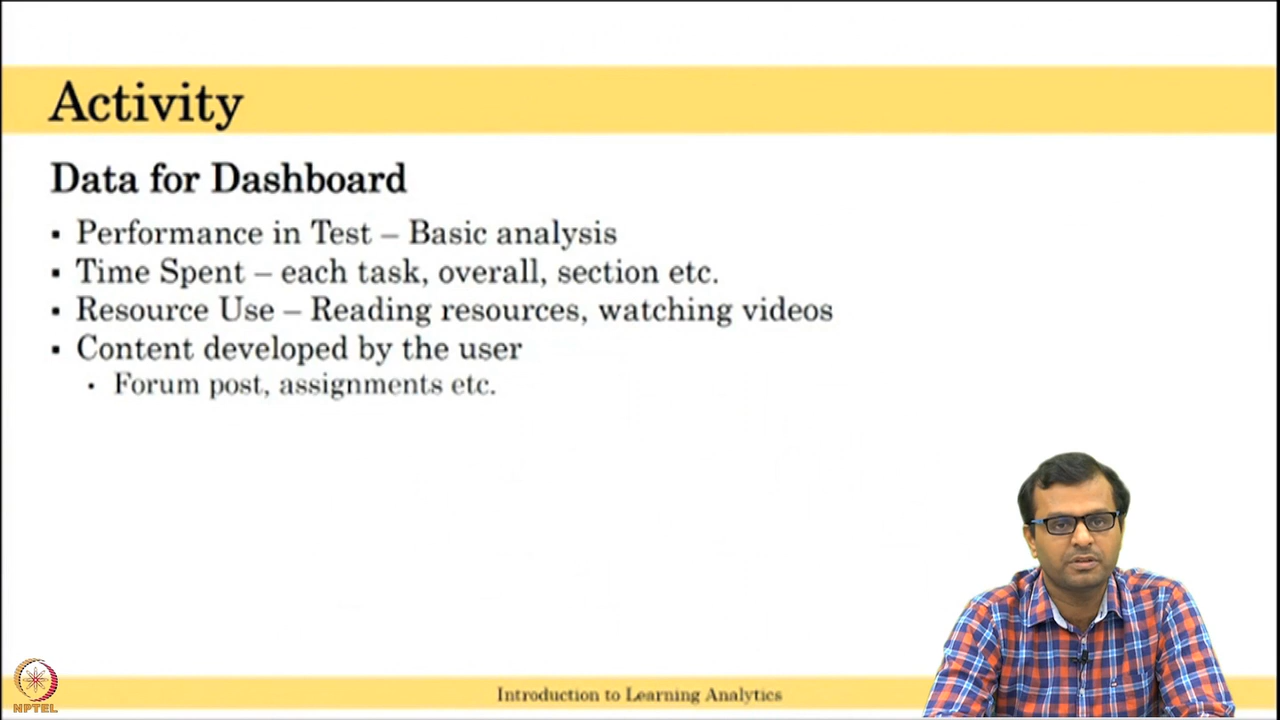 Activity
Data for Dashboard
▪ Performance in Test – Basic analysis
▪ Time Spent – each task, overall, section etc.
▪ Resource Use – Reading resources, watching videos
▪ Content developed by the user
• Forum post, assignments etc.
Introduction to Learning Analytics
NPTEL